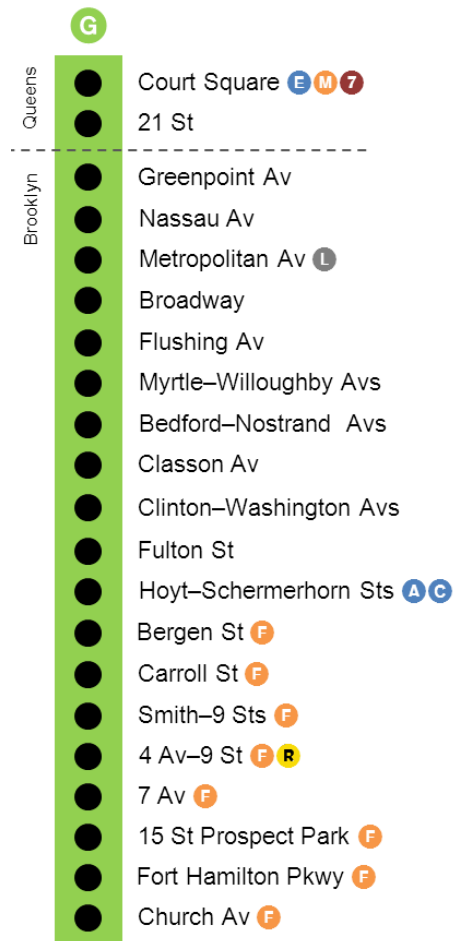 G
Queens
Court Square E M 7
21 St
Brooklyn
Greenpoint Av
Nassau Av
Metropolitan Av L
Broadway
Flushing Av
Myrtle–Willoughby Avs
Bedford–Nostrand Avs
Classon Av
Clinton–Washington Avs
Fulton St
Hoyt–Schermerhorn Sts A C
Bergen St F
Carroll St F
Smith–9 Sts F
4 Av–9 St F R
7 Av F
15 St Prospect Park F
Fort Hamilton Pkwy F
Church Av F